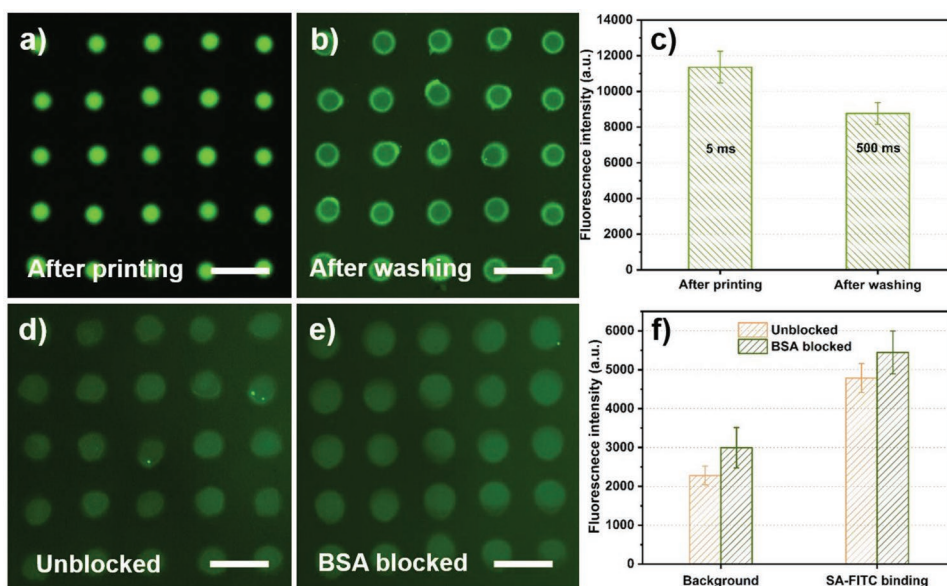 a)
After printing
b)
After washing
c)
Fluorescnece intensity (a.u.)
14000
12000
10000
8000
6000
4000
2000
0
5 ms
500 ms
After printing
After washing
d)
Unblocked
e)
BSA blocked
f)
Unblocked
BSA blocked
Fluorescnece intensity (a.u.)
6000
5000
4000
3000
2000
1000
0
Background
SA-FITC binding